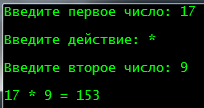 Введите первое число: 17
Введите действие: *
Введите второе число: 9
17 * 9 = 153